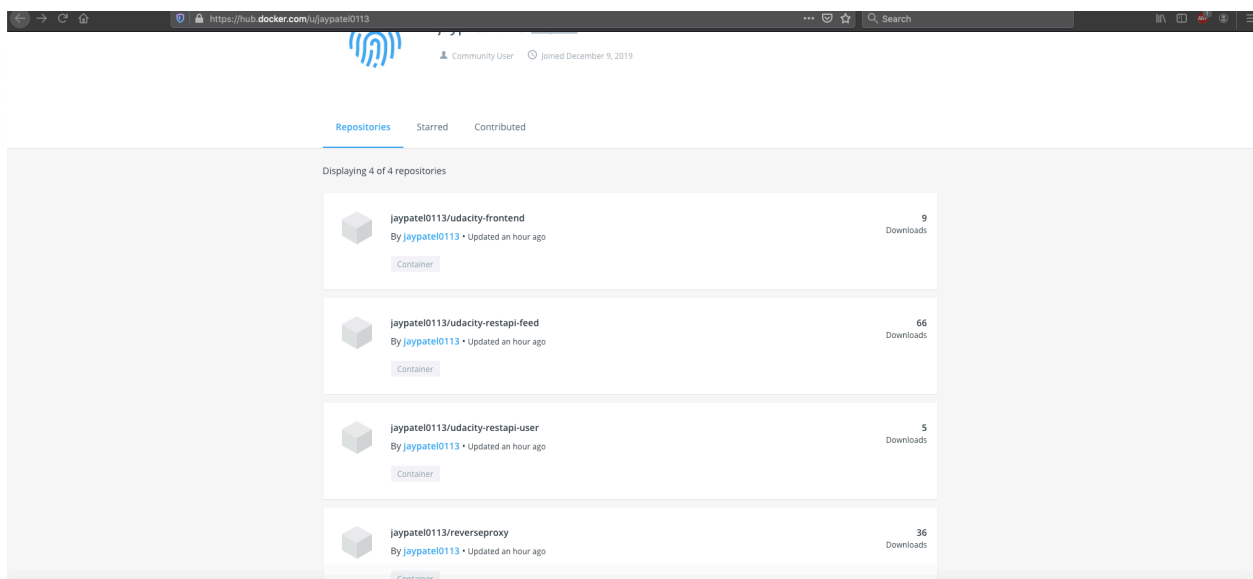 https://hub.docker.com/u/jaypatel0113
Search
Community User Joined December 9, 2019
Repositories Starred Contributed
Displaying 4 of 4 repositories
jaypatel0113/udacity-frontend 9
By jaypatel0113 • Updated an hour ago Downloads
Container
jaypatel0113/udacity-restapi-feed 66
By jaypatel0113 • Updated an hour ago Downloads
Container
jaypatel0113/udacity-restapi-user 5
By jaypatel0113 • Updated an hour ago Downloads
Container
jaypatel0113/reverseproxy 36
By jaypatel0113 • Updated an hour ago Downloads
Container